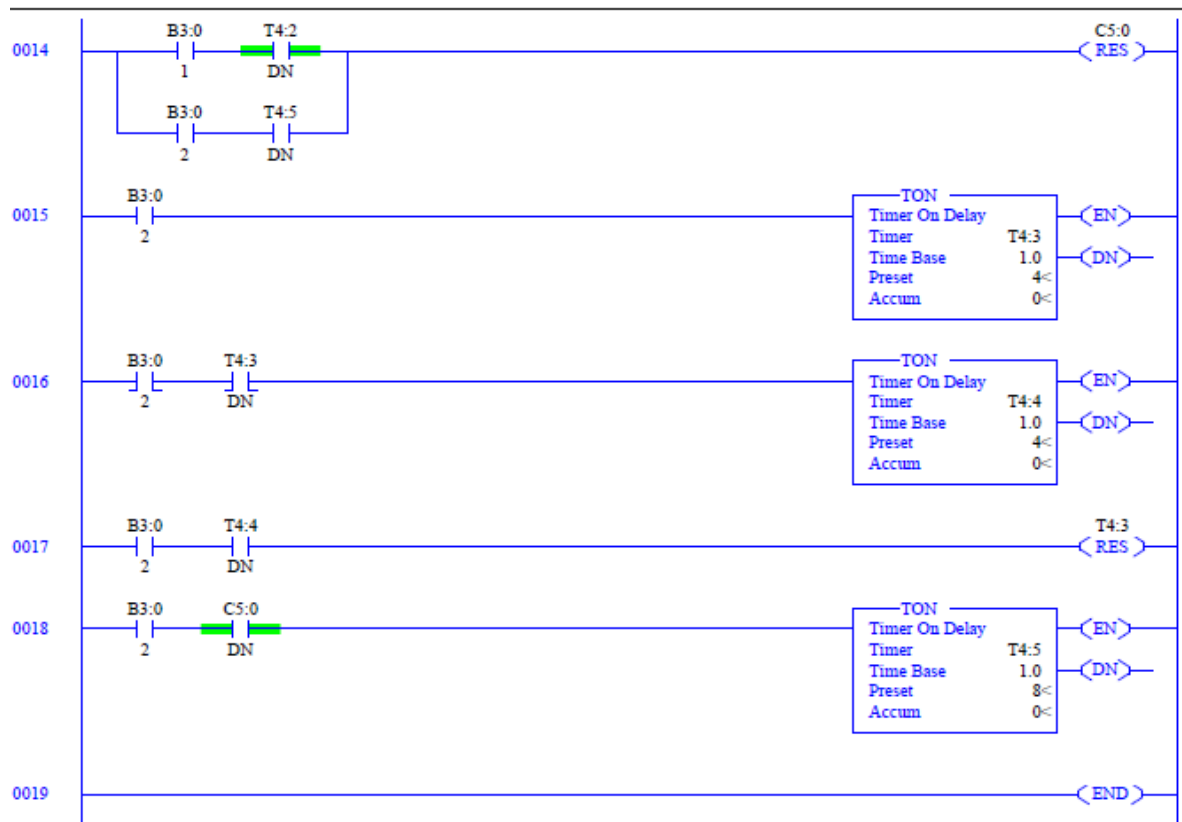 B3:0 T4:2 C5:0
0014 RES
1 DN
B3:0 T4:5
2 DN
B3:0 TON
0015 Timer On Delay EN
2 Timer T4:3
Time Base 1.0 DN
Preset 4<
Accum 0<
B3:0 T4:3 TON
0016 Timer On Delay EN
2 DN Timer T4:4
Time Base 1.0 DN
Preset 4<
Accum 0<
B3:0 T4:4 T4:3
0017 RES
2 DN
B3:0 C5:0 TON
0018 Timer On Delay EN
2 DN Timer T4:5
Time Base 1.0 DN
Preset 8<
Accum 0<
0019 END